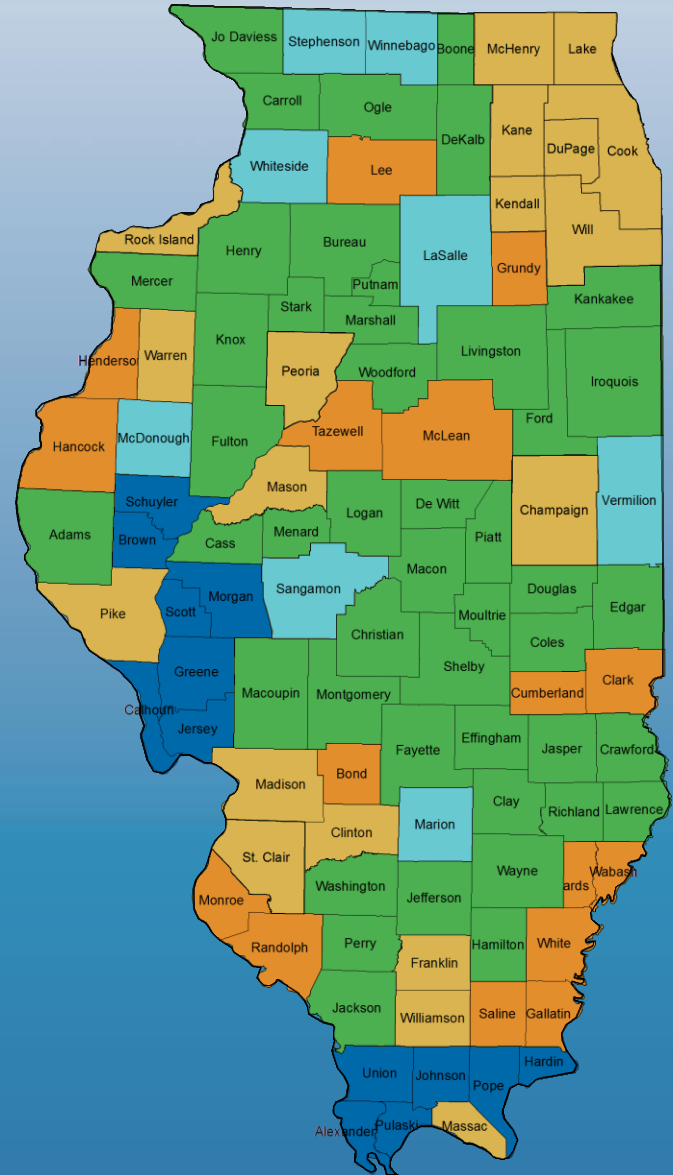 Jo Daviess
Stephenson
Winnebago
Boone
McHenry
Lake
Carroll
Ogle
DeKalb
Kane
DuPage
Cook
Whiteside
Lee
Kendall
Will
Rock Island
Henry
Bureau
LaSalle
Grundy
Mercer
Putnam
Kankakee
Stark
Marshall
Knox
Henderson
Warren
Peoria
Woodford
Livingston
Iroquois
Hancock
McDonough
Fulton
Tazewell
McLean
Ford
Mason
Schuyler
Logan
De Witt
Champaign
Vermilion
Adams
Brown
Cass
Menard
Piatt
Macon
Pike
Scott
Morgan
Sangamon
Douglas
Edgar
Moultrie
Christian
Coles
Greene
Shelby
Macoupin
Montgomery
Cumberland
Clark
Calhoun
Jersey
Fayette
Effingham
Jasper
Crawford
Madison
Bond
Clay
Richland
Lawrence
Marion
Clinton
St. Clair
Wayne
Wabash
ards
Washington
Jefferson
Monroe
Randolph
Perry
Hamilton
White
Franklin
Jackson
Williamson
Saline
Gallatin
Union
Johnson
Pope
Hardin
Alexander
Pulaski
Massac